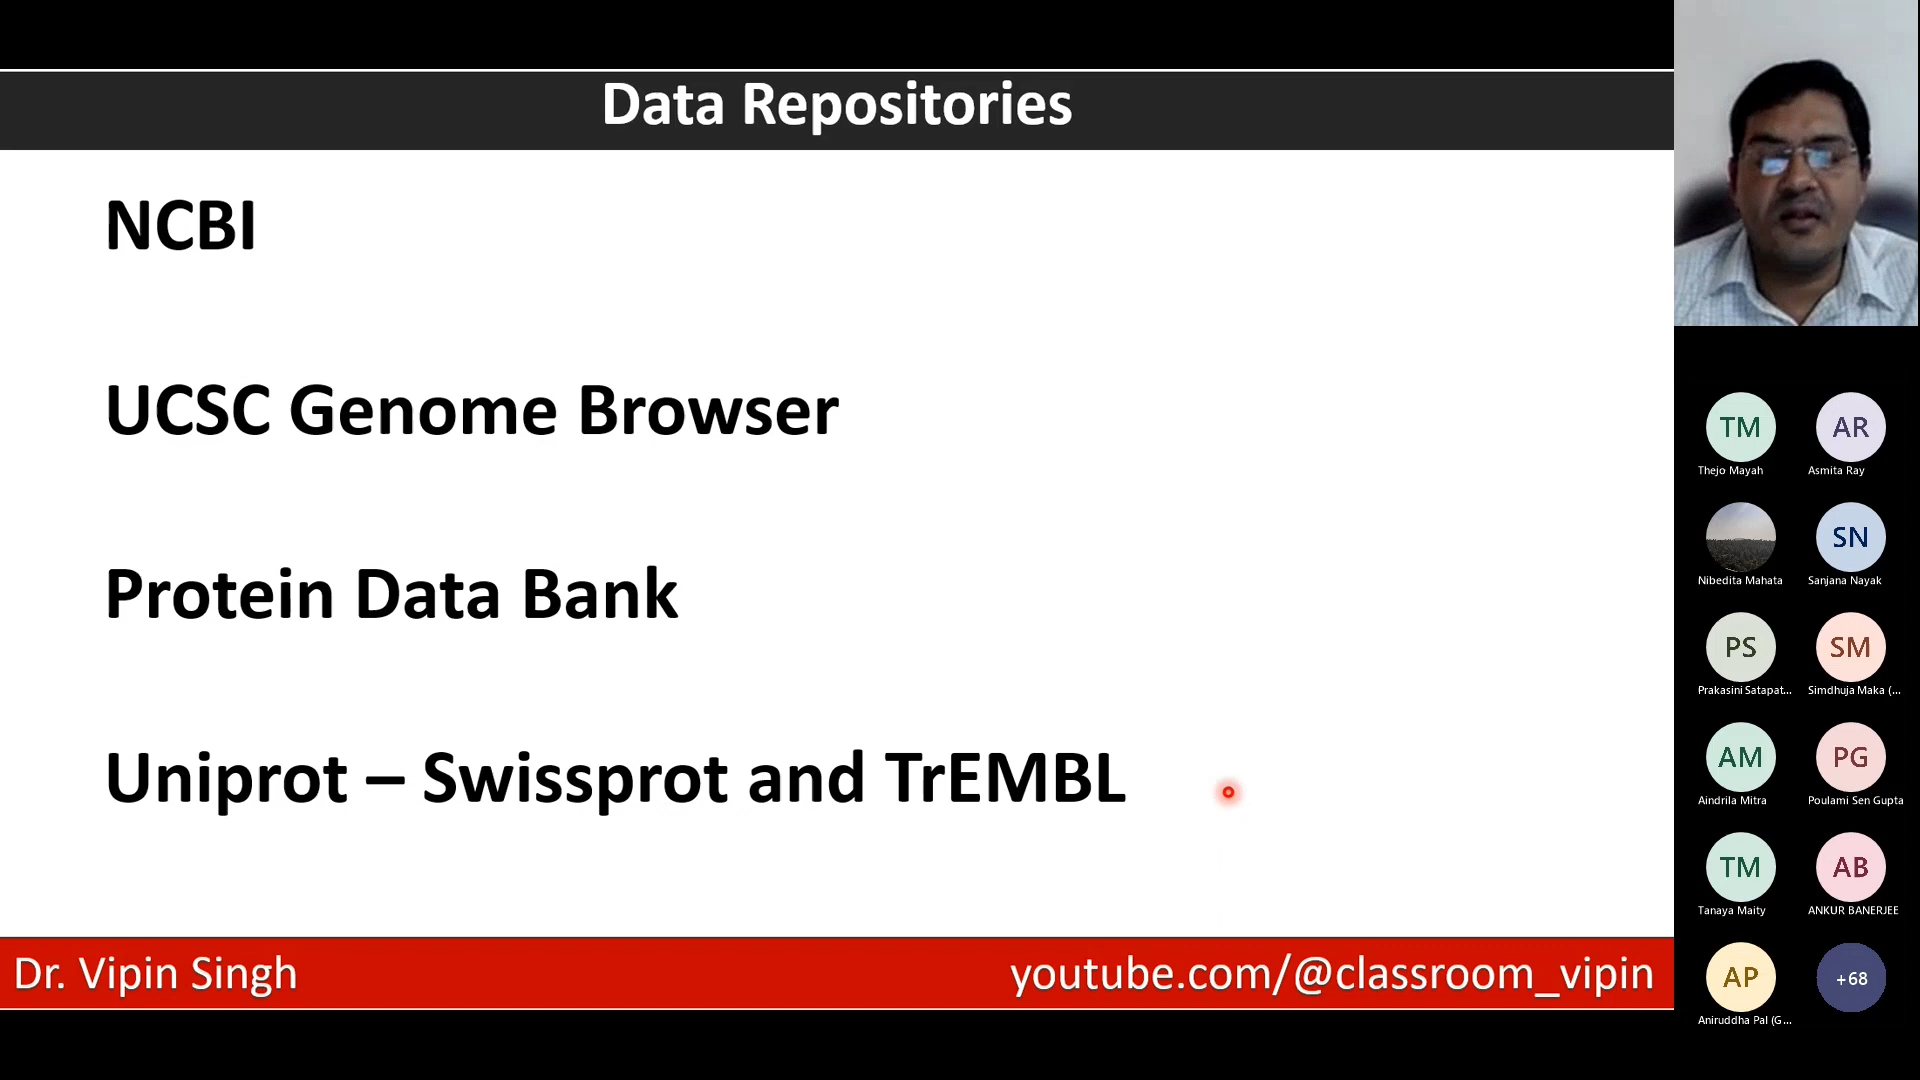 Data Repositories
NCBI
UCSC Genome Browser
Protein Data Bank
Uniprot – Swissprot and TrEMBL
Dr. Vipin Singh
youtube.com/@classroom_vipin
TM
Thejo Mayah
AR
Asmita Ray
Nibedita Mahata
SN
Sanjana Nayak
PS
Prakasini Satapat...
SM
Simdhuja Maka (...
AM
Aindrila Mitra
PG
Poulami Sen Gupta
TM
Tanaya Maity
AB
ANKUR BANERJEE
AP
Aniruddha Pal (G...
+68